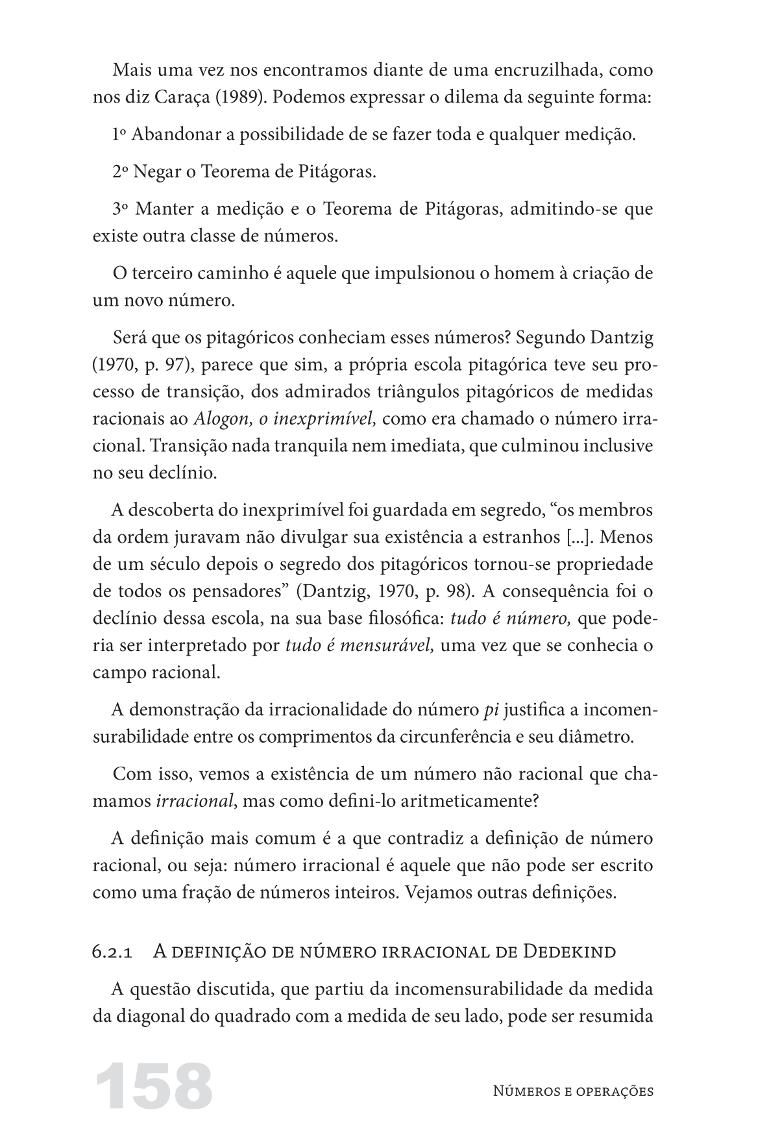 Mais uma vez nos encontramos diante de uma encruzilhada, como
nos diz Caraça (1989). Podemos expressar o dilema da seguinte forma:
1º Abandonar a possibilidade de se fazer toda e qualquer medição.
2º Negar o Teorema de Pitágoras.
3º Manter a medição e o Teorema de Pitágoras, admitindo-se que
existe outra classe de números.
O terceiro caminho é aquele que impulsionou o homem à criação de
um novo número.
Será que os pitagóricos conheciam esses números? Segundo Dantzig
(1970, p. 97), parece que sim, a própria escola pitagórica teve seu pro-
cesso de transição, dos admirados triângulos pitagóricos de medidas
racionais ao Alogon, o inexprimível, como era chamado o número irra-
cional. Transição nada tranquila nem imediata, que culminou inclusive
no seu declínio.
A descoberta do inexprimível foi guardada em segredo, “os membros
da ordem juravam não divulgar sua existência a estranhos [...]. Menos
de um século depois o segredo dos pitagóricos tornou-se propriedade
de todos os pensadores” (Dantzig, 1970, p. 98). A consequência foi o
declínio dessa escola, na sua base filosófica: tudo é número, que pode-
ria ser interpretado por tudo é mensurável, uma vez que se conhecia o
campo racional.
A demonstração da irracionalidade do número pi justifica a incomen-
surabilidade entre os comprimentos da circunferência e seu diâmetro.
Com isso, vemos a existência de um número não racional que cha-
mamos irracional, mas como defini-lo aritmeticamente?
A definição mais comum é a que contradiz a definição de número
racional, ou seja: número irracional é aquele que não pode ser escrito
como uma fração de números inteiros. Vejamos outras definições.
6.2.1 A definição de número irracional de Dedekind
A questão discutida, que partiu da incomensurabilidade da medida
da diagonal do quadrado com a medida de seu lado, pode ser resumida
158
Números e operações